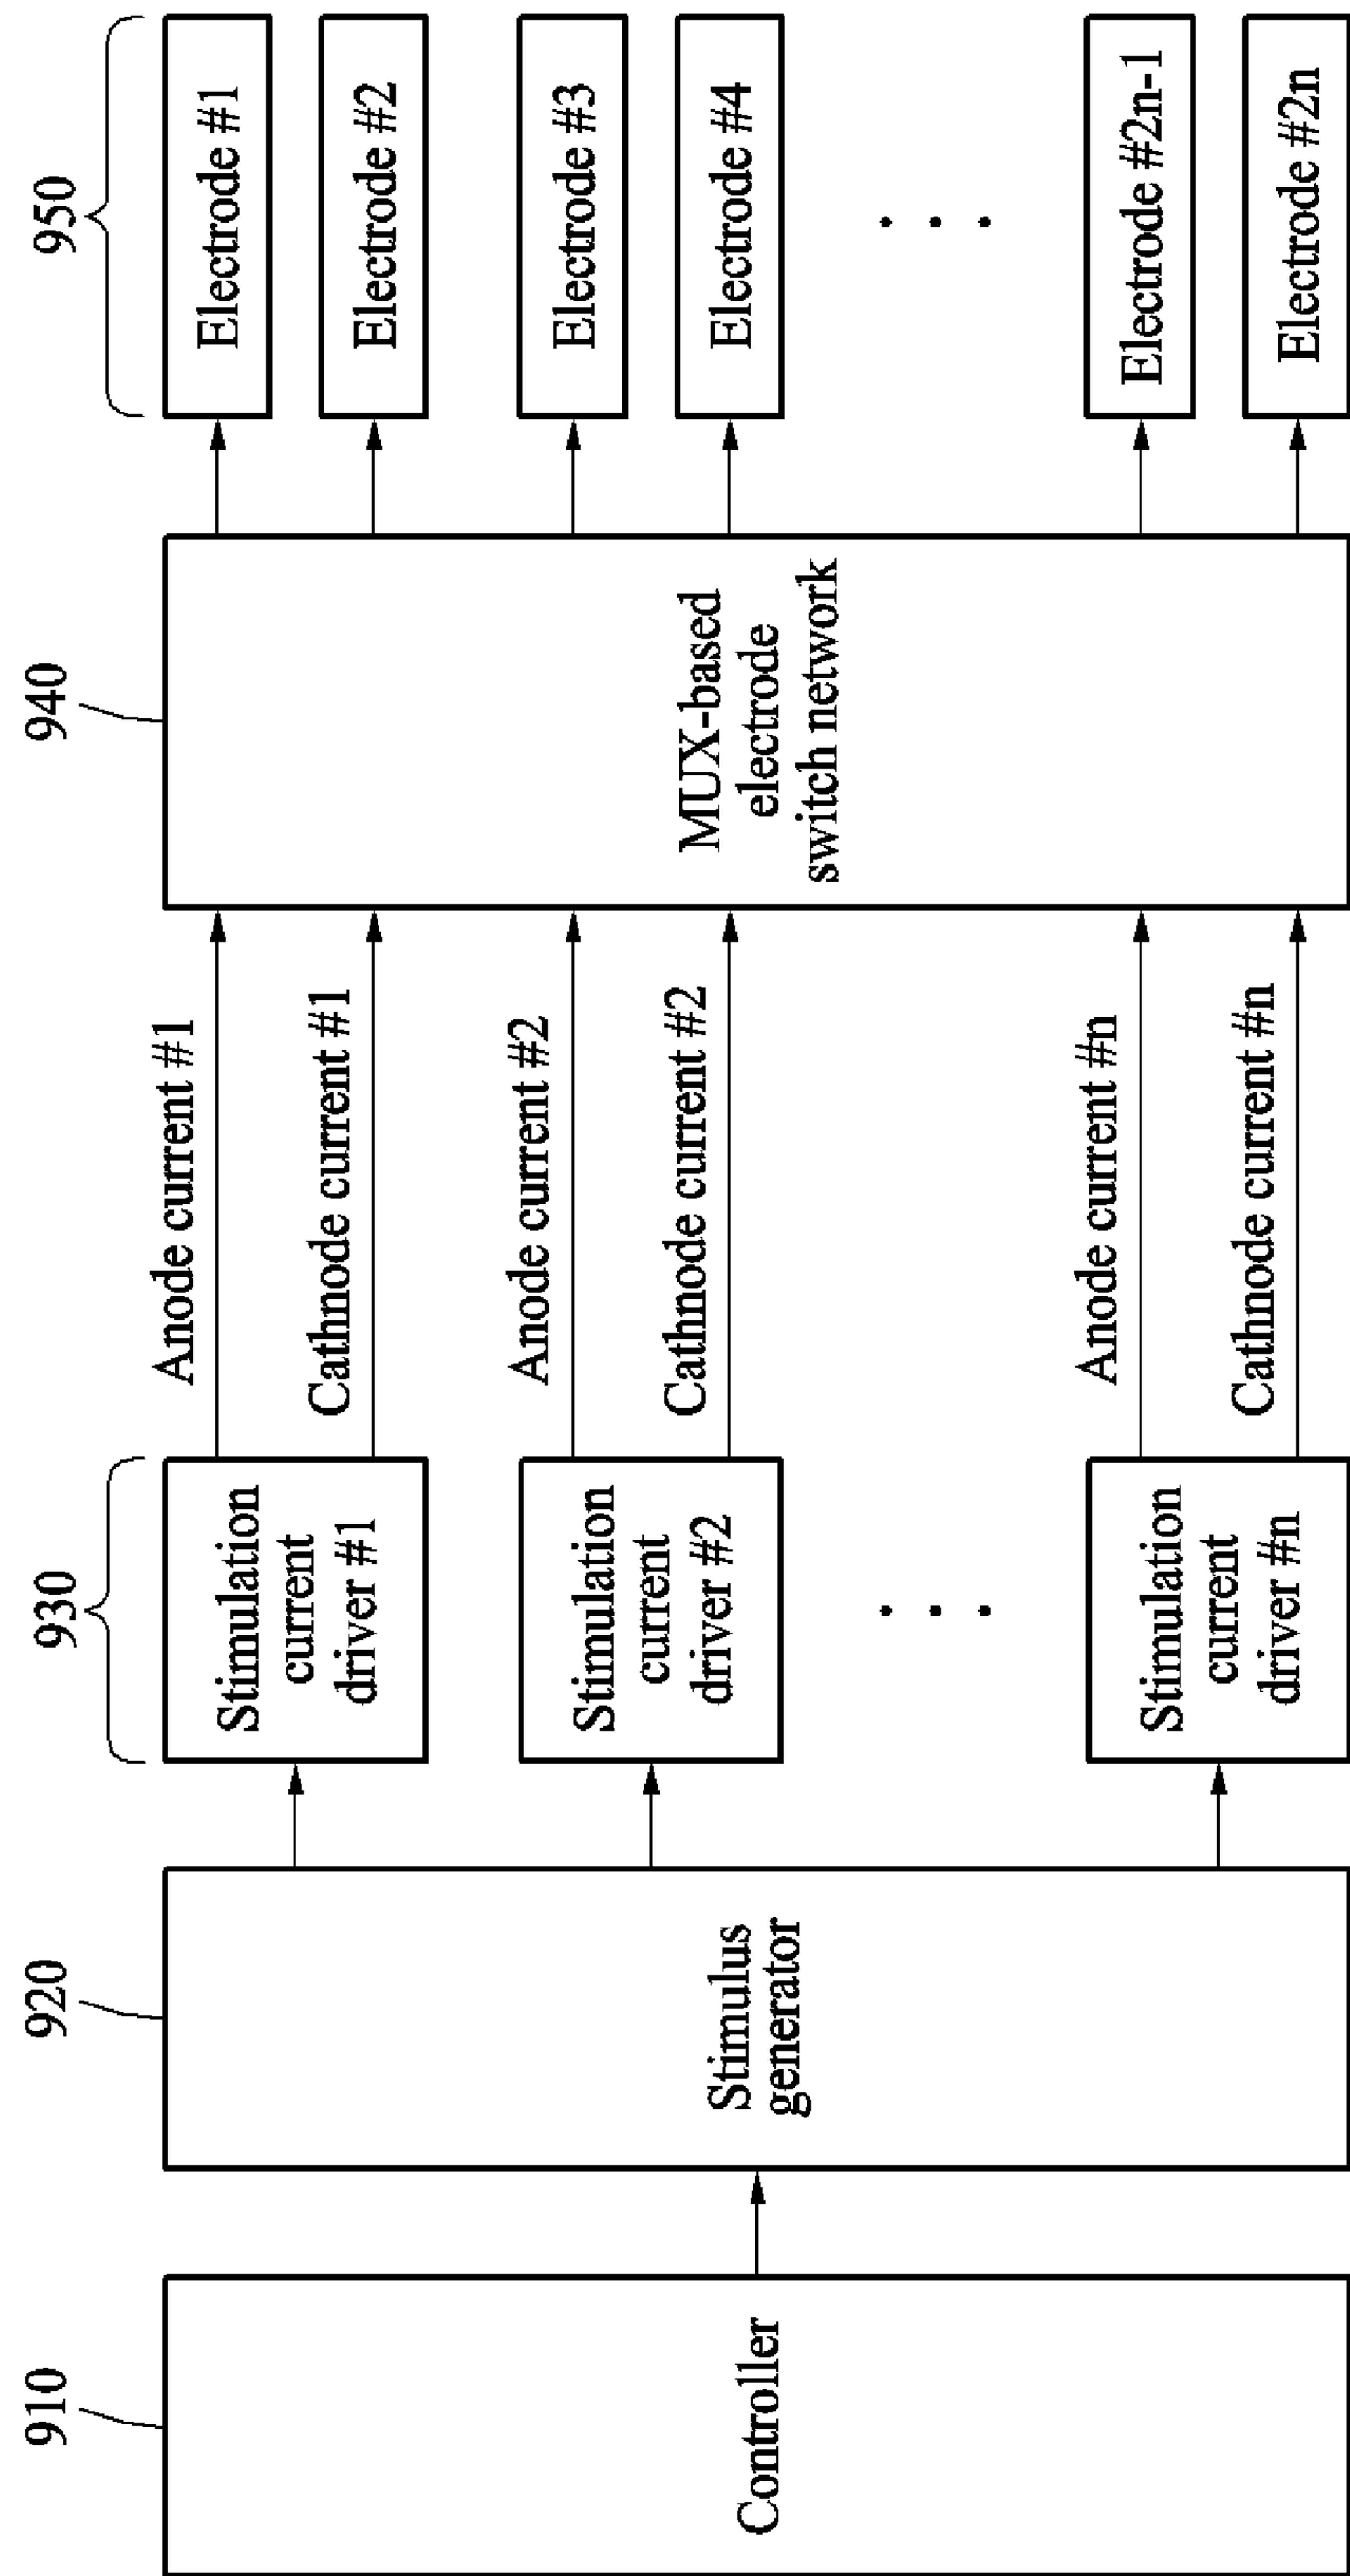 910
Controller
920
Stimulus
generator
930
Stimulation
current
driver #1
Stimulation
current
driver #2
Stimulation
current
driver #n
Anode current #1
Cathnode current #1
Anode current #2
Cathnode current #2
Anode current #n
Cathnode current #n
940
MUX-based
electrode
switch network
950
Electrode #1
Electrode #2
Electrode #3
Electrode #4
Electrode #2n-1
Electrode #2n